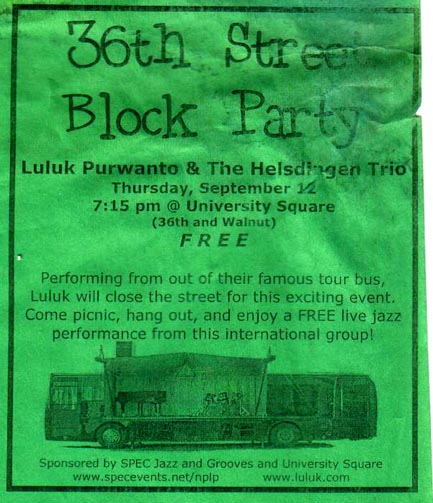 36th Street
Block Party
Luluk Purwanto & The Helsdingen Trio
Thursday, September 12
7:15 pm @ University Square
(36th and Walnut)
FREE
Performing from out of their famous tour bus,
Luluk will close the street for this exciting event.
Come picnic, hang out, and enjoy a FREE live jazz
performance from this international group!
Sponsored by SPEC Jazz and Grooves and University Square
www.specevents.net/nplp www.luluk.com